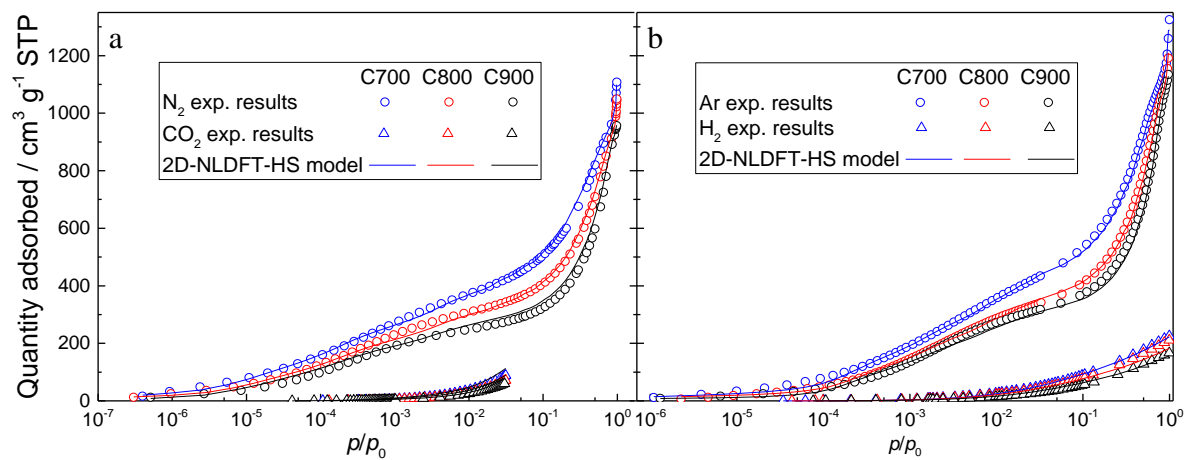 a
b
Quantity adsorbed / cm³ g⁻¹ STP
1200
1000
800
600
400
200
0
C700 C800 C900
N₂ exp. results
CO₂ exp. results
2D-NLDFT-HS model
C700 C800 C900
Ar exp. results
H₂ exp. results
2D-NLDFT-HS model
10⁻⁷ 10⁻⁶ 10⁻⁵ 10⁻⁴ 10⁻³ 10⁻² 10⁻¹ 10⁰
10⁻⁶ 10⁻⁵ 10⁻⁴ 10⁻³ 10⁻² 10⁻¹ 10⁰
p/p₀
p/p₀